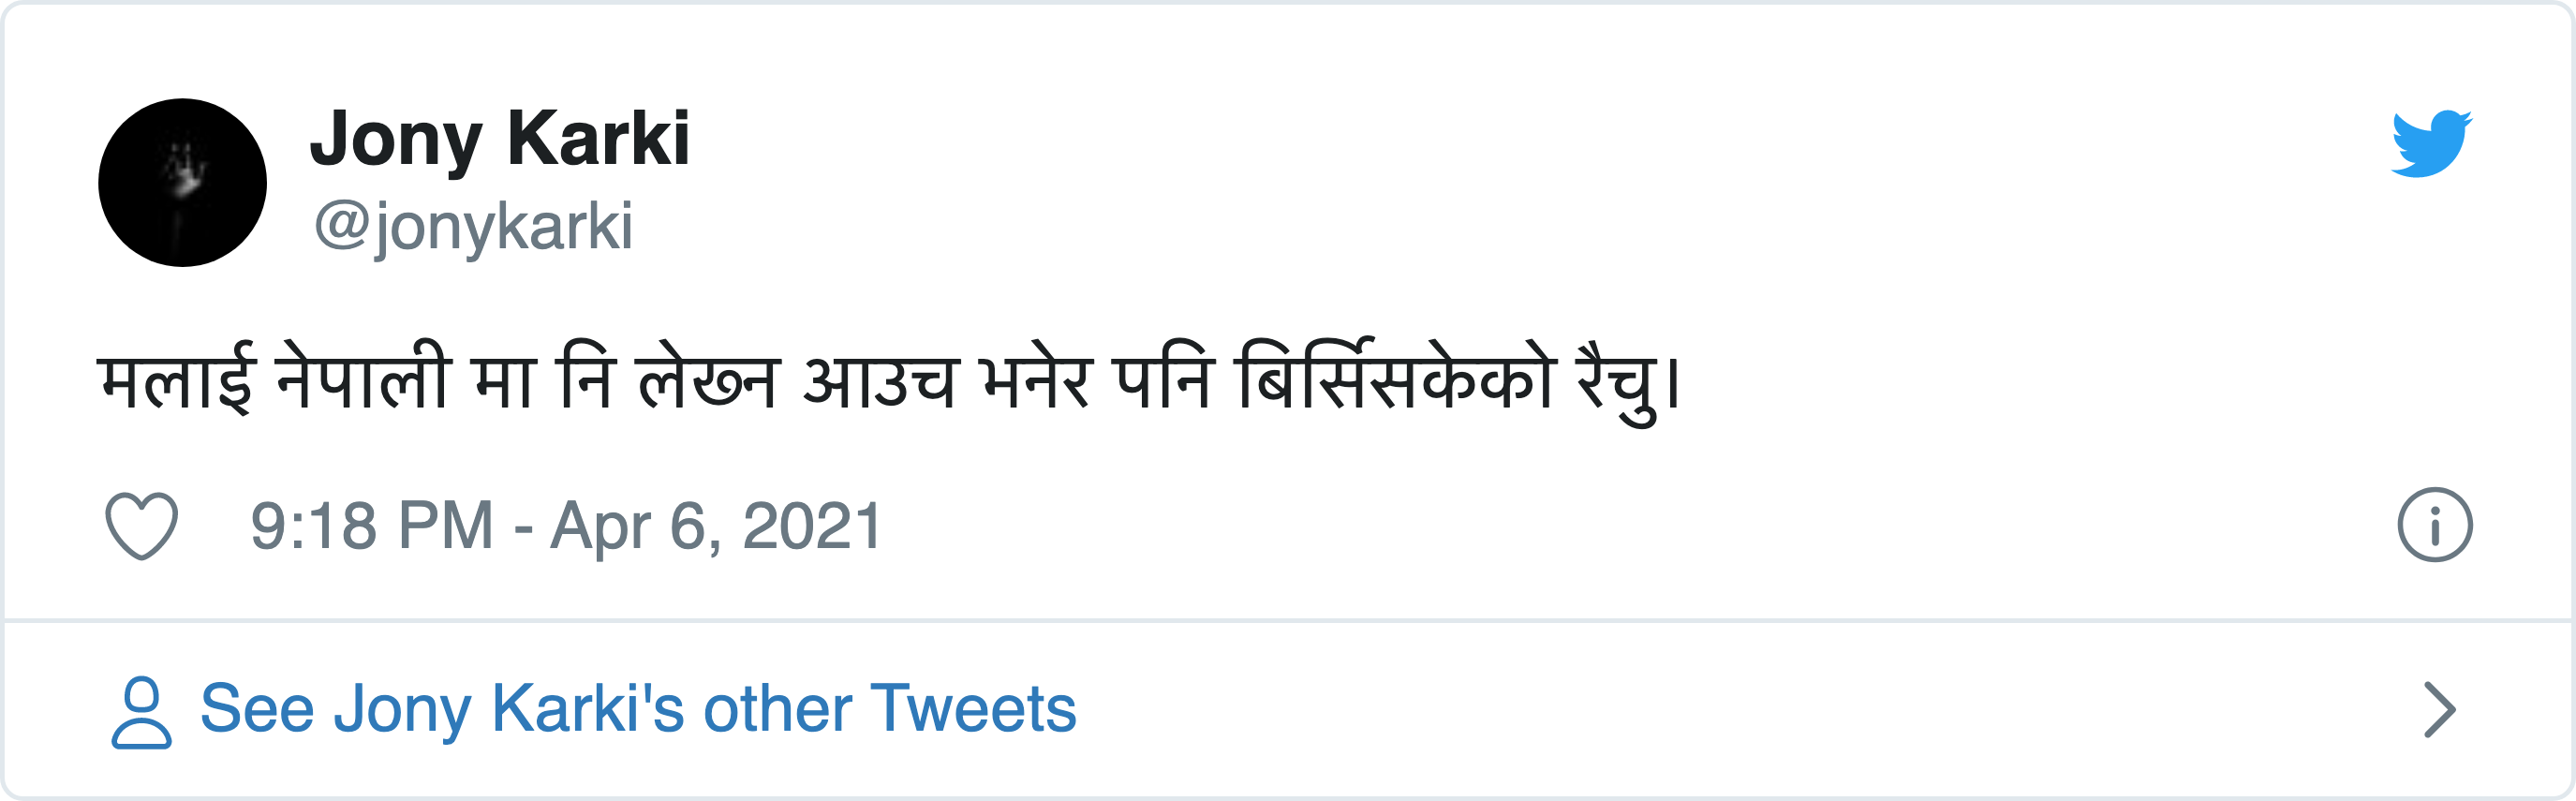 Jony Karki
@jonykarki
मलाई नेपाली मा नि लेख्न आउच भनेर पनि बिर्सिसकेको रैचु।
9:18 PM - Apr 6, 2021
See Jony Karki's other Tweets